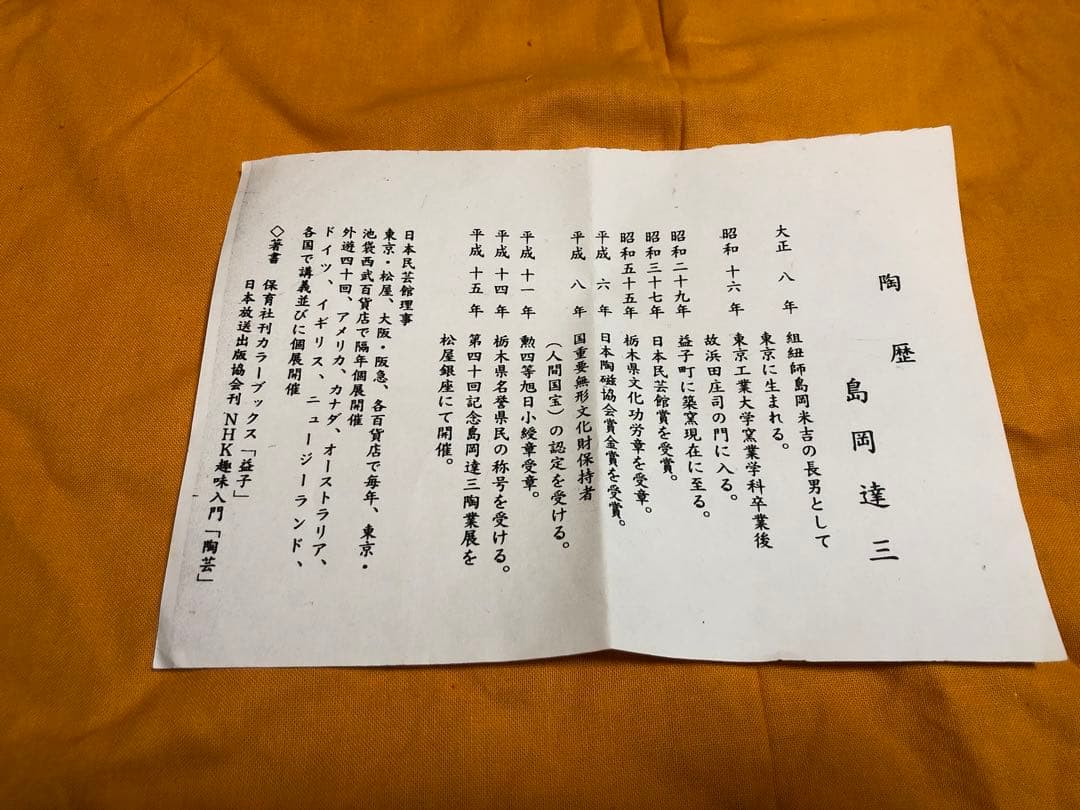 陶歴
島岡達三
大正八年 組紐師島岡米吉の長男として
東京に生まれる。
昭和十六年 東京工業大学窯業学科卒業後
故浜田庄司の門に入る。
昭和二十九年 益子町に築窯現在に至る。
昭和三十七年 日本民芸館賞を受賞。
昭和五十五年 栃木県文化功労章を受章。
平成六年 日本陶磁協会賞金賞を受賞。
平成八年 国重要無形文化財保持者
(人間国宝)の認定を受ける。
平成十一年 勲四等旭日小綬章受章。
平成十四年 栃木県名誉県民の称号を受ける。
平成十五年 第四十回記念島岡達三陶業展を
松屋銀座にて開催。
日本民芸館理事
東京・松屋、大阪・阪急、各百貨店で毎年、東京・
池袋西武百貨店で隔年個展開催
外遊四十回、アメリカ、カナダ、オーストラリア、
ドイツ、イギリス、ニュージーランド、
各国で講義並びに個展開催
◇著書 保育社刊カラーブックス「益子」
日本放送出版協会刊 NHK趣味入門「陶芸」